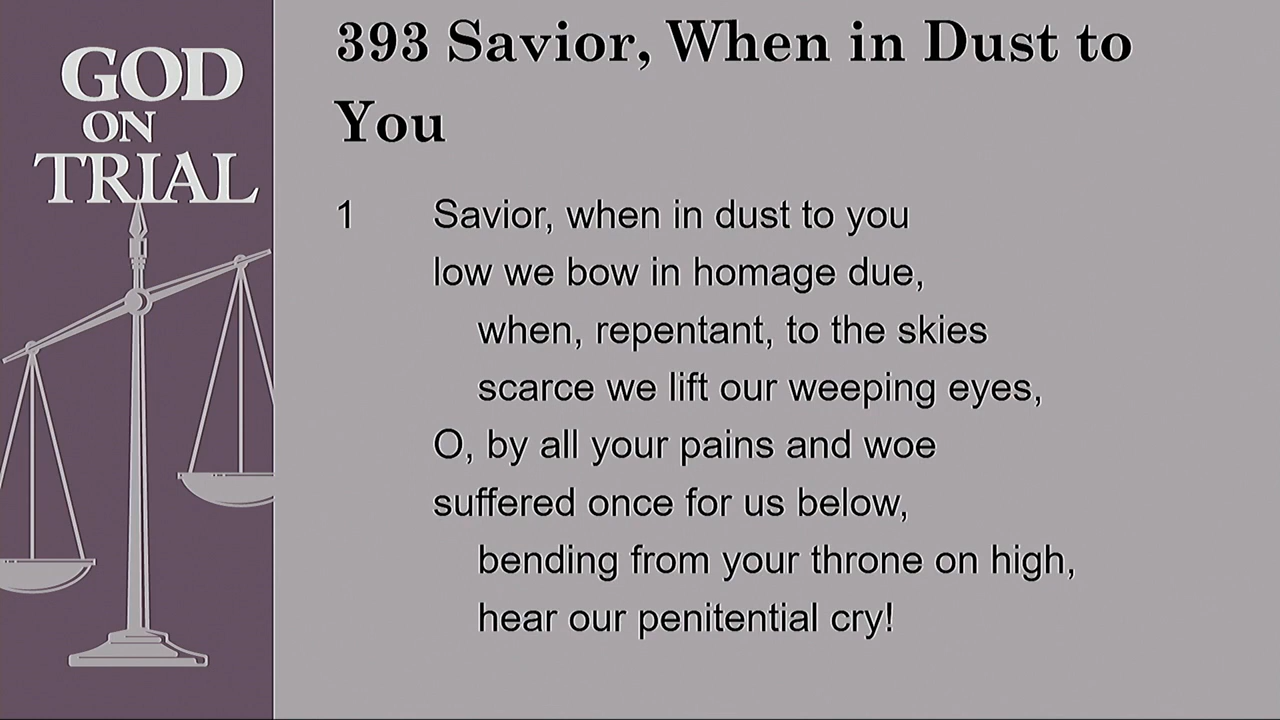 GOD
ON
TRIAL
393 Savior, When in Dust to
You
1 Savior, when in dust to you
low we bow in homage due,
when, repentant, to the skies
scarce we lift our weeping eyes,
O, by all your pains and woe
suffered once for us below,
bending from your throne on high,
hear our penitential cry!